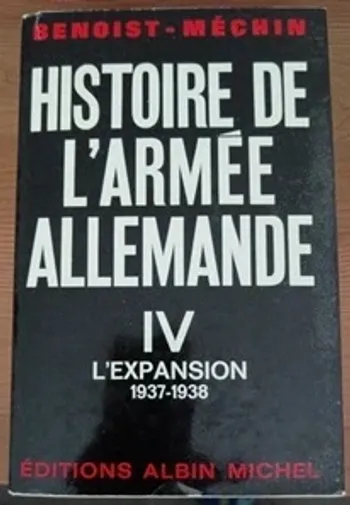 BENOIST-MÉCHIN
HISTOIRE DE
L'ARMÉE
ALLEMANDE
IV
L'EXPANSION
1937-1938
ÉDITIONS ALBIN MICHEL